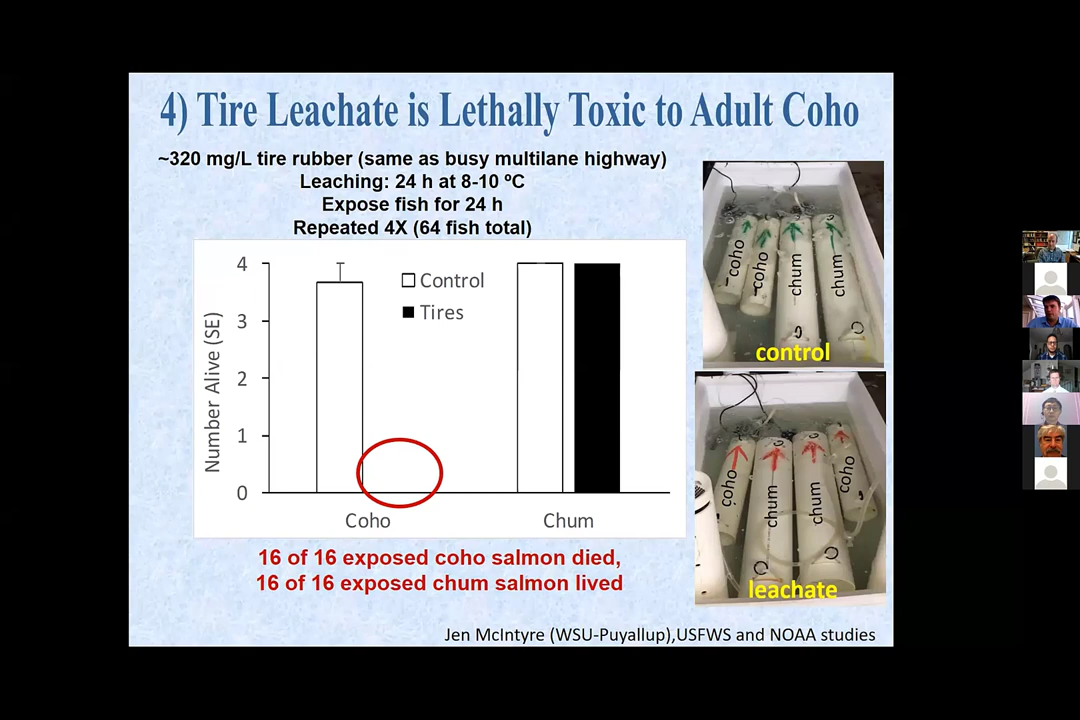 4) Tire Leachate is Lethally Toxic to Adult Coho
~320 mg/L tire rubber (same as busy multilane highway)
Leaching: 24 h at 8-10 ºC
Expose fish for 24 h
Repeated 4X (64 fish total)
Number Alive (SE)
4
3
2
1
0
Control
Tires
Coho
Chum
16 of 16 exposed coho salmon died,
16 of 16 exposed chum salmon lived
coho
coho
chum
chum
control
coho
chum
chum
coho
leachate
Jen McIntyre (WSU-Puyallup),USFWS and NOAA studies